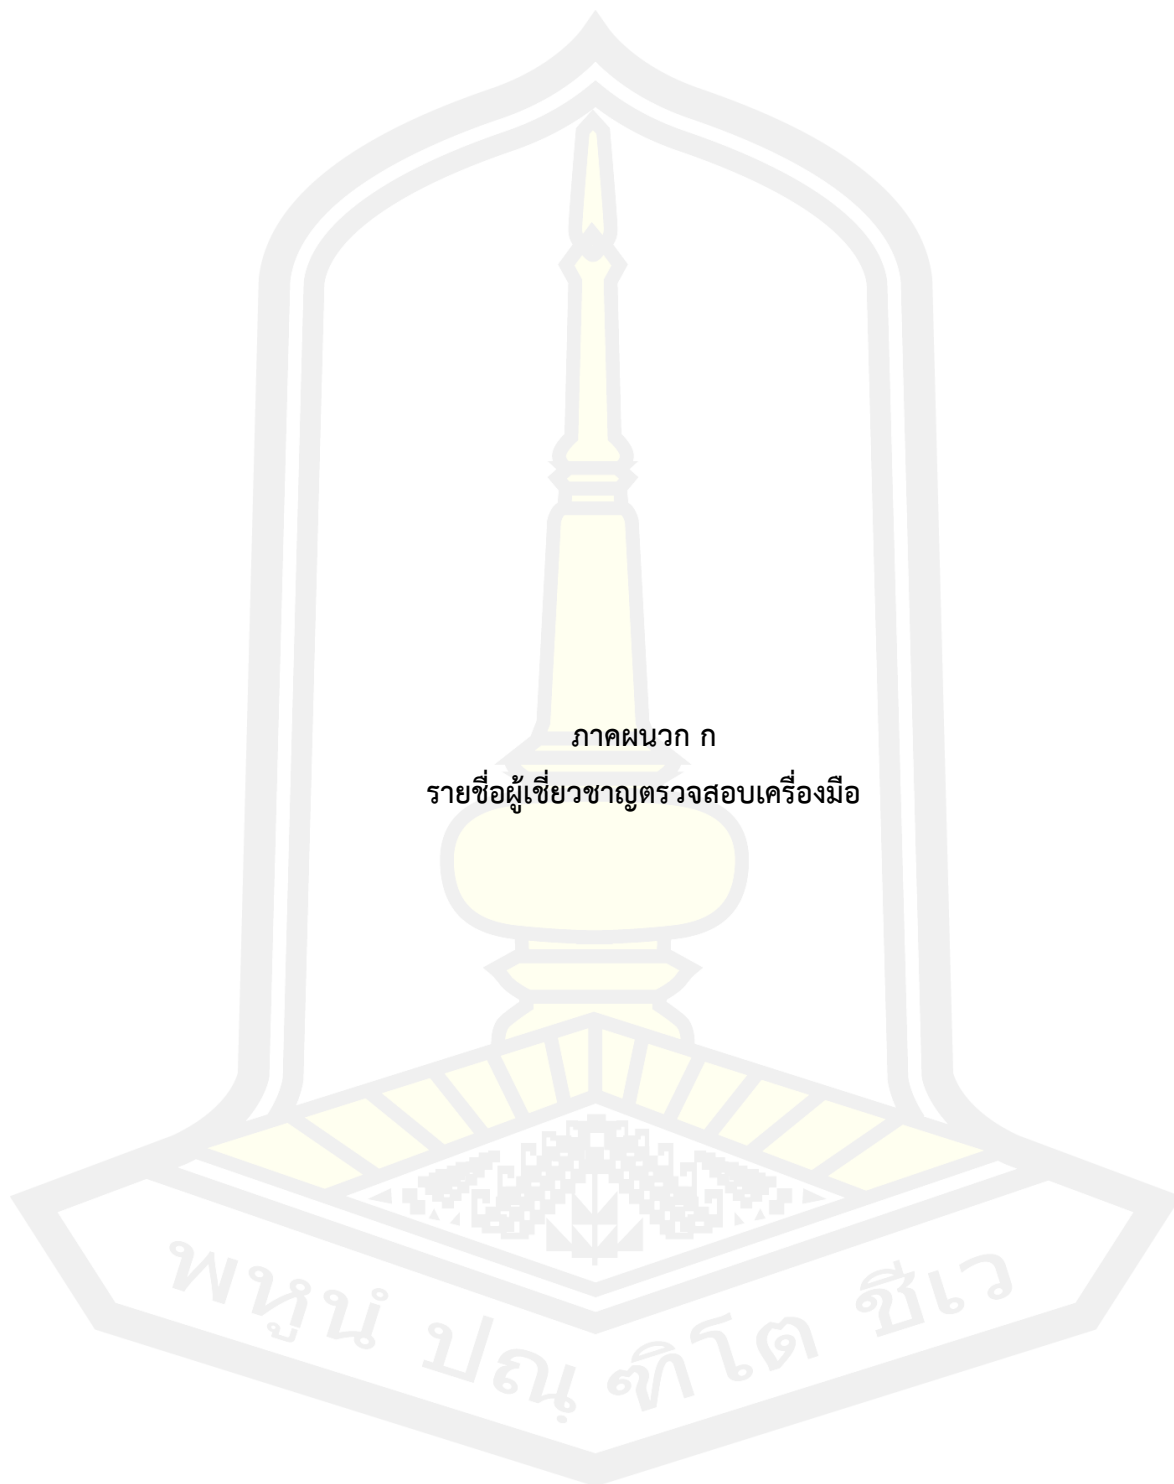 ภาคผนวก ก
รายชื่อผู้เชี่ยวชาญตรวจสอบเครื่องมือ
พหูนํ ปณฺฑิโต ชีเว